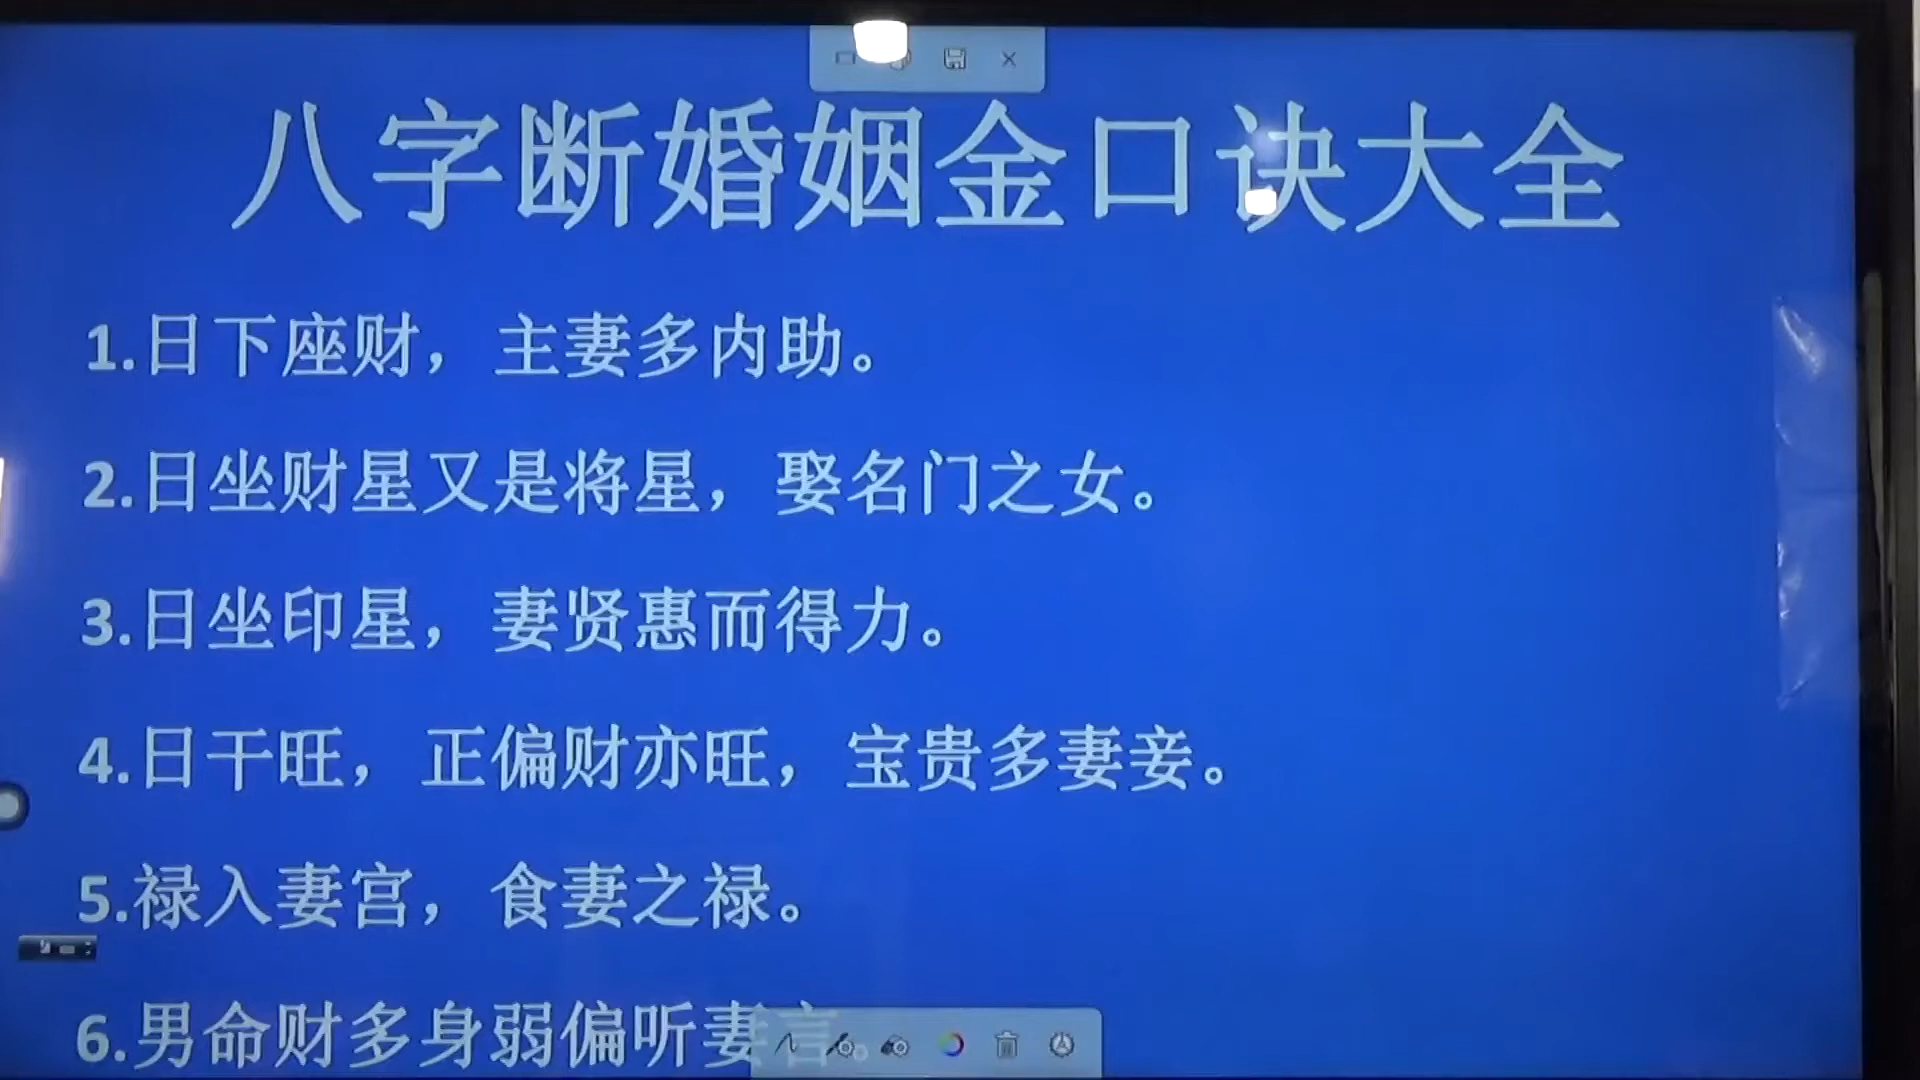 八字断婚姻金口诀大全
1.日下座财，主妻多内助。
2.日坐财星又是将星，娶名门之女。
3.日坐印星，妻贤惠而得力。
4.日干旺，正偏财亦旺，宝贵多妻妾。
5.禄入妻宫，食妻之禄。
6.男命财多身弱偏听妻言。